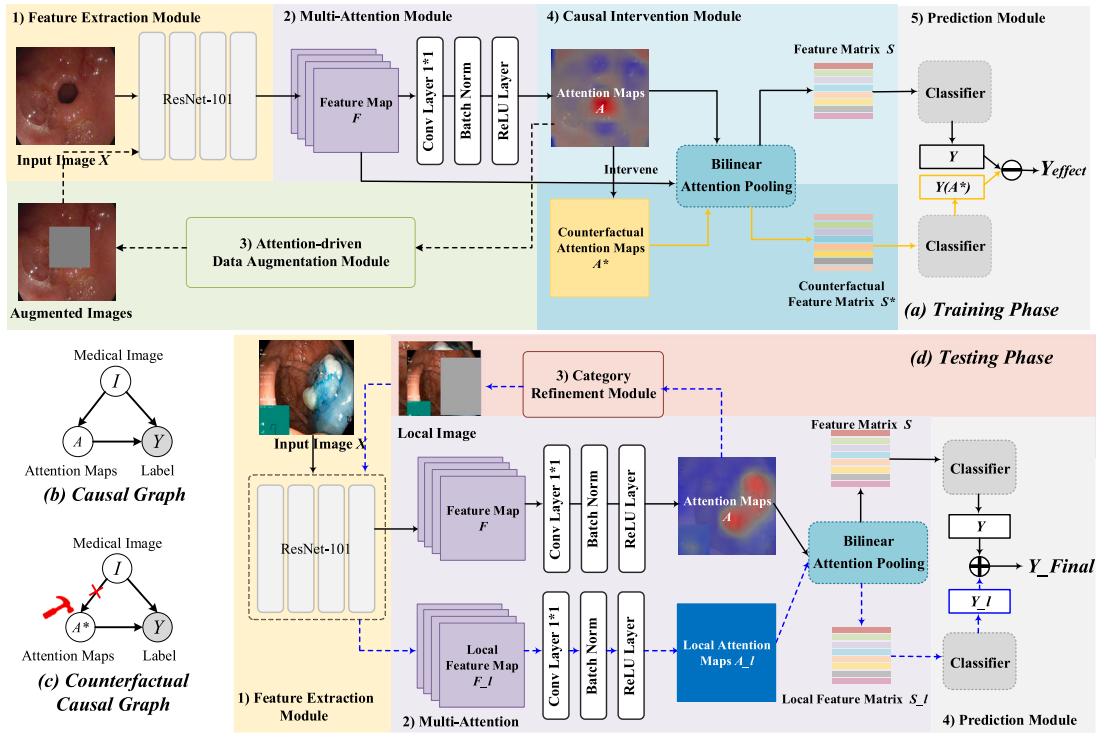 1) Feature Extraction Module
ResNet-101
Input Image X
2) Multi-Attention Module
Feature Map
F
Conv Layer 1*1
Batch Norm
ReLU Layer
4) Causal Intervention Module
Attention Maps
A
Intervene
Counterfactual
Attention Maps
A*
Bilinear
Attention Pooling
Feature Matrix S
Counterfactual
Feature Matrix S*
5) Prediction Module
Classifier
Y
Y(A*)
Yeffect
Classifier
(a) Training Phase
3) Attention-driven
Data Augmentation Module
Augmented Images
Medical Image
I
A
Y
Attention Maps
Label
(b) Causal Graph
Medical Image
I
A*
Y
Attention Maps
Label
(c) Counterfactual
Causal Graph
(d) Testing Phase
Input Image X
ResNet-101
1) Feature Extraction
Module
3) Category
Refinement Module
Local Image
Feature Map
F
Conv Layer 1*1
Batch Norm
ReLU Layer
Attention Maps
A
Local
Feature Map
F_l
Conv Layer 1*1
Batch Norm
ReLU Layer
Local Attention
Maps A_l
2) Multi-Attention
Feature Matrix S
Bilinear
Attention Pooling
Local Feature Matrix S_l
Classifier
Y
Y_Final
Y_l
Classifier
4) Prediction Module